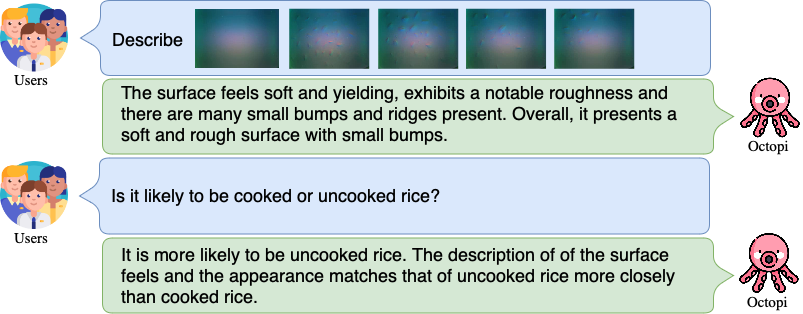 Describe
Users
The surface feels soft and yielding, exhibits a notable roughness and
there are many small bumps and ridges present. Overall, it presents a
soft and rough surface with small bumps.
Octopi
Is it likely to be cooked or uncooked rice?
Users
It is more likely to be uncooked rice. The description of of the surface
feels and the appearance matches that of uncooked rice more closely
than cooked rice.
Octopi